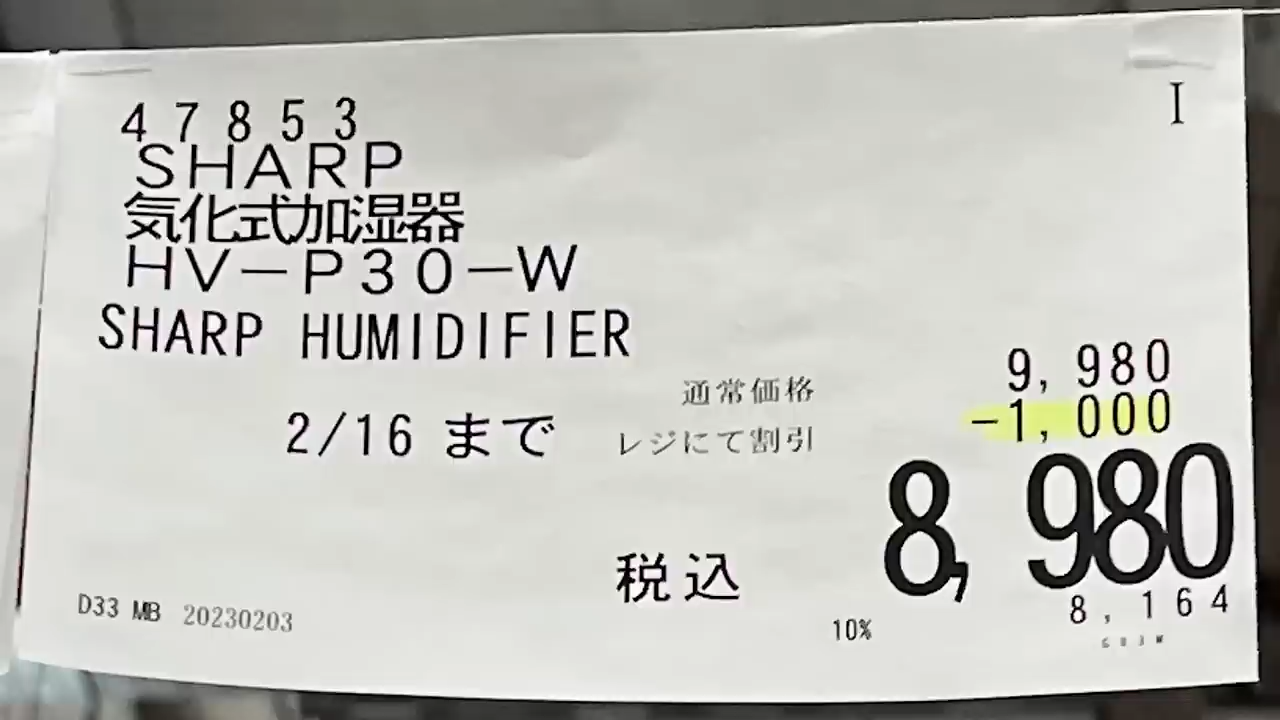 I
47853
SHARP
気化式加湿器
HV-P30-W
SHARP HUMIDIFIER
通常価格 9,980
2/16 まで レジにて割引 -1,000
税込 8,980
10% 8,164
D33 MB 20230203